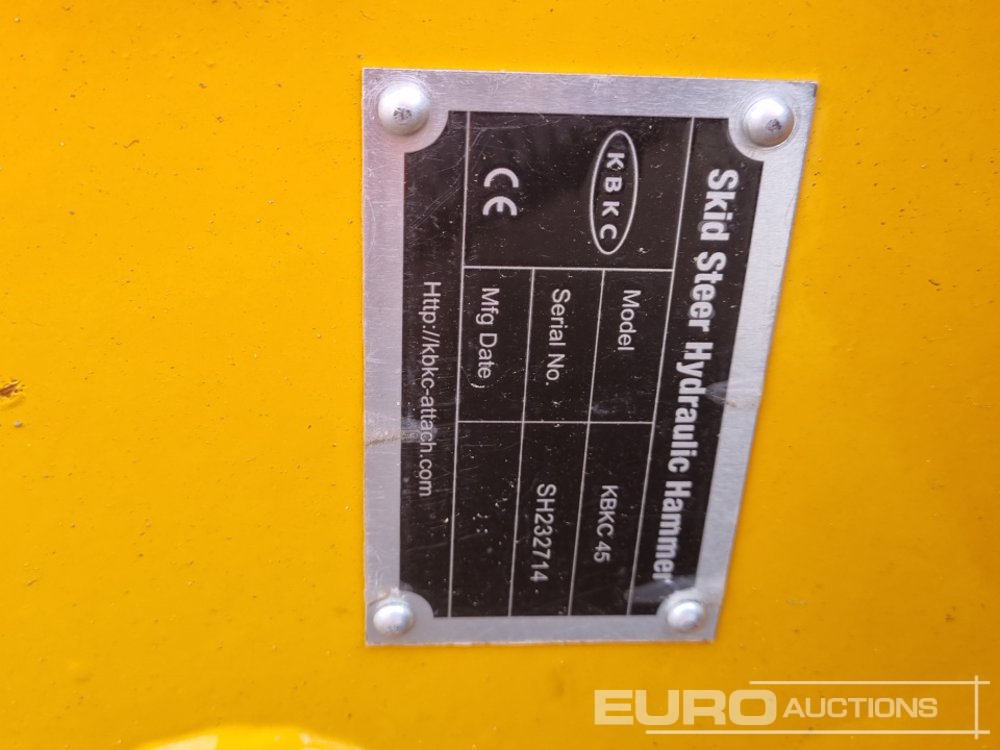 Skid Steer Hydraulic Hammer
KBKC
CE
Model KBKC 45
Serial No. SH232714
Mfg Date
Http://kbkc-attach.com
EURO AUCTIONS